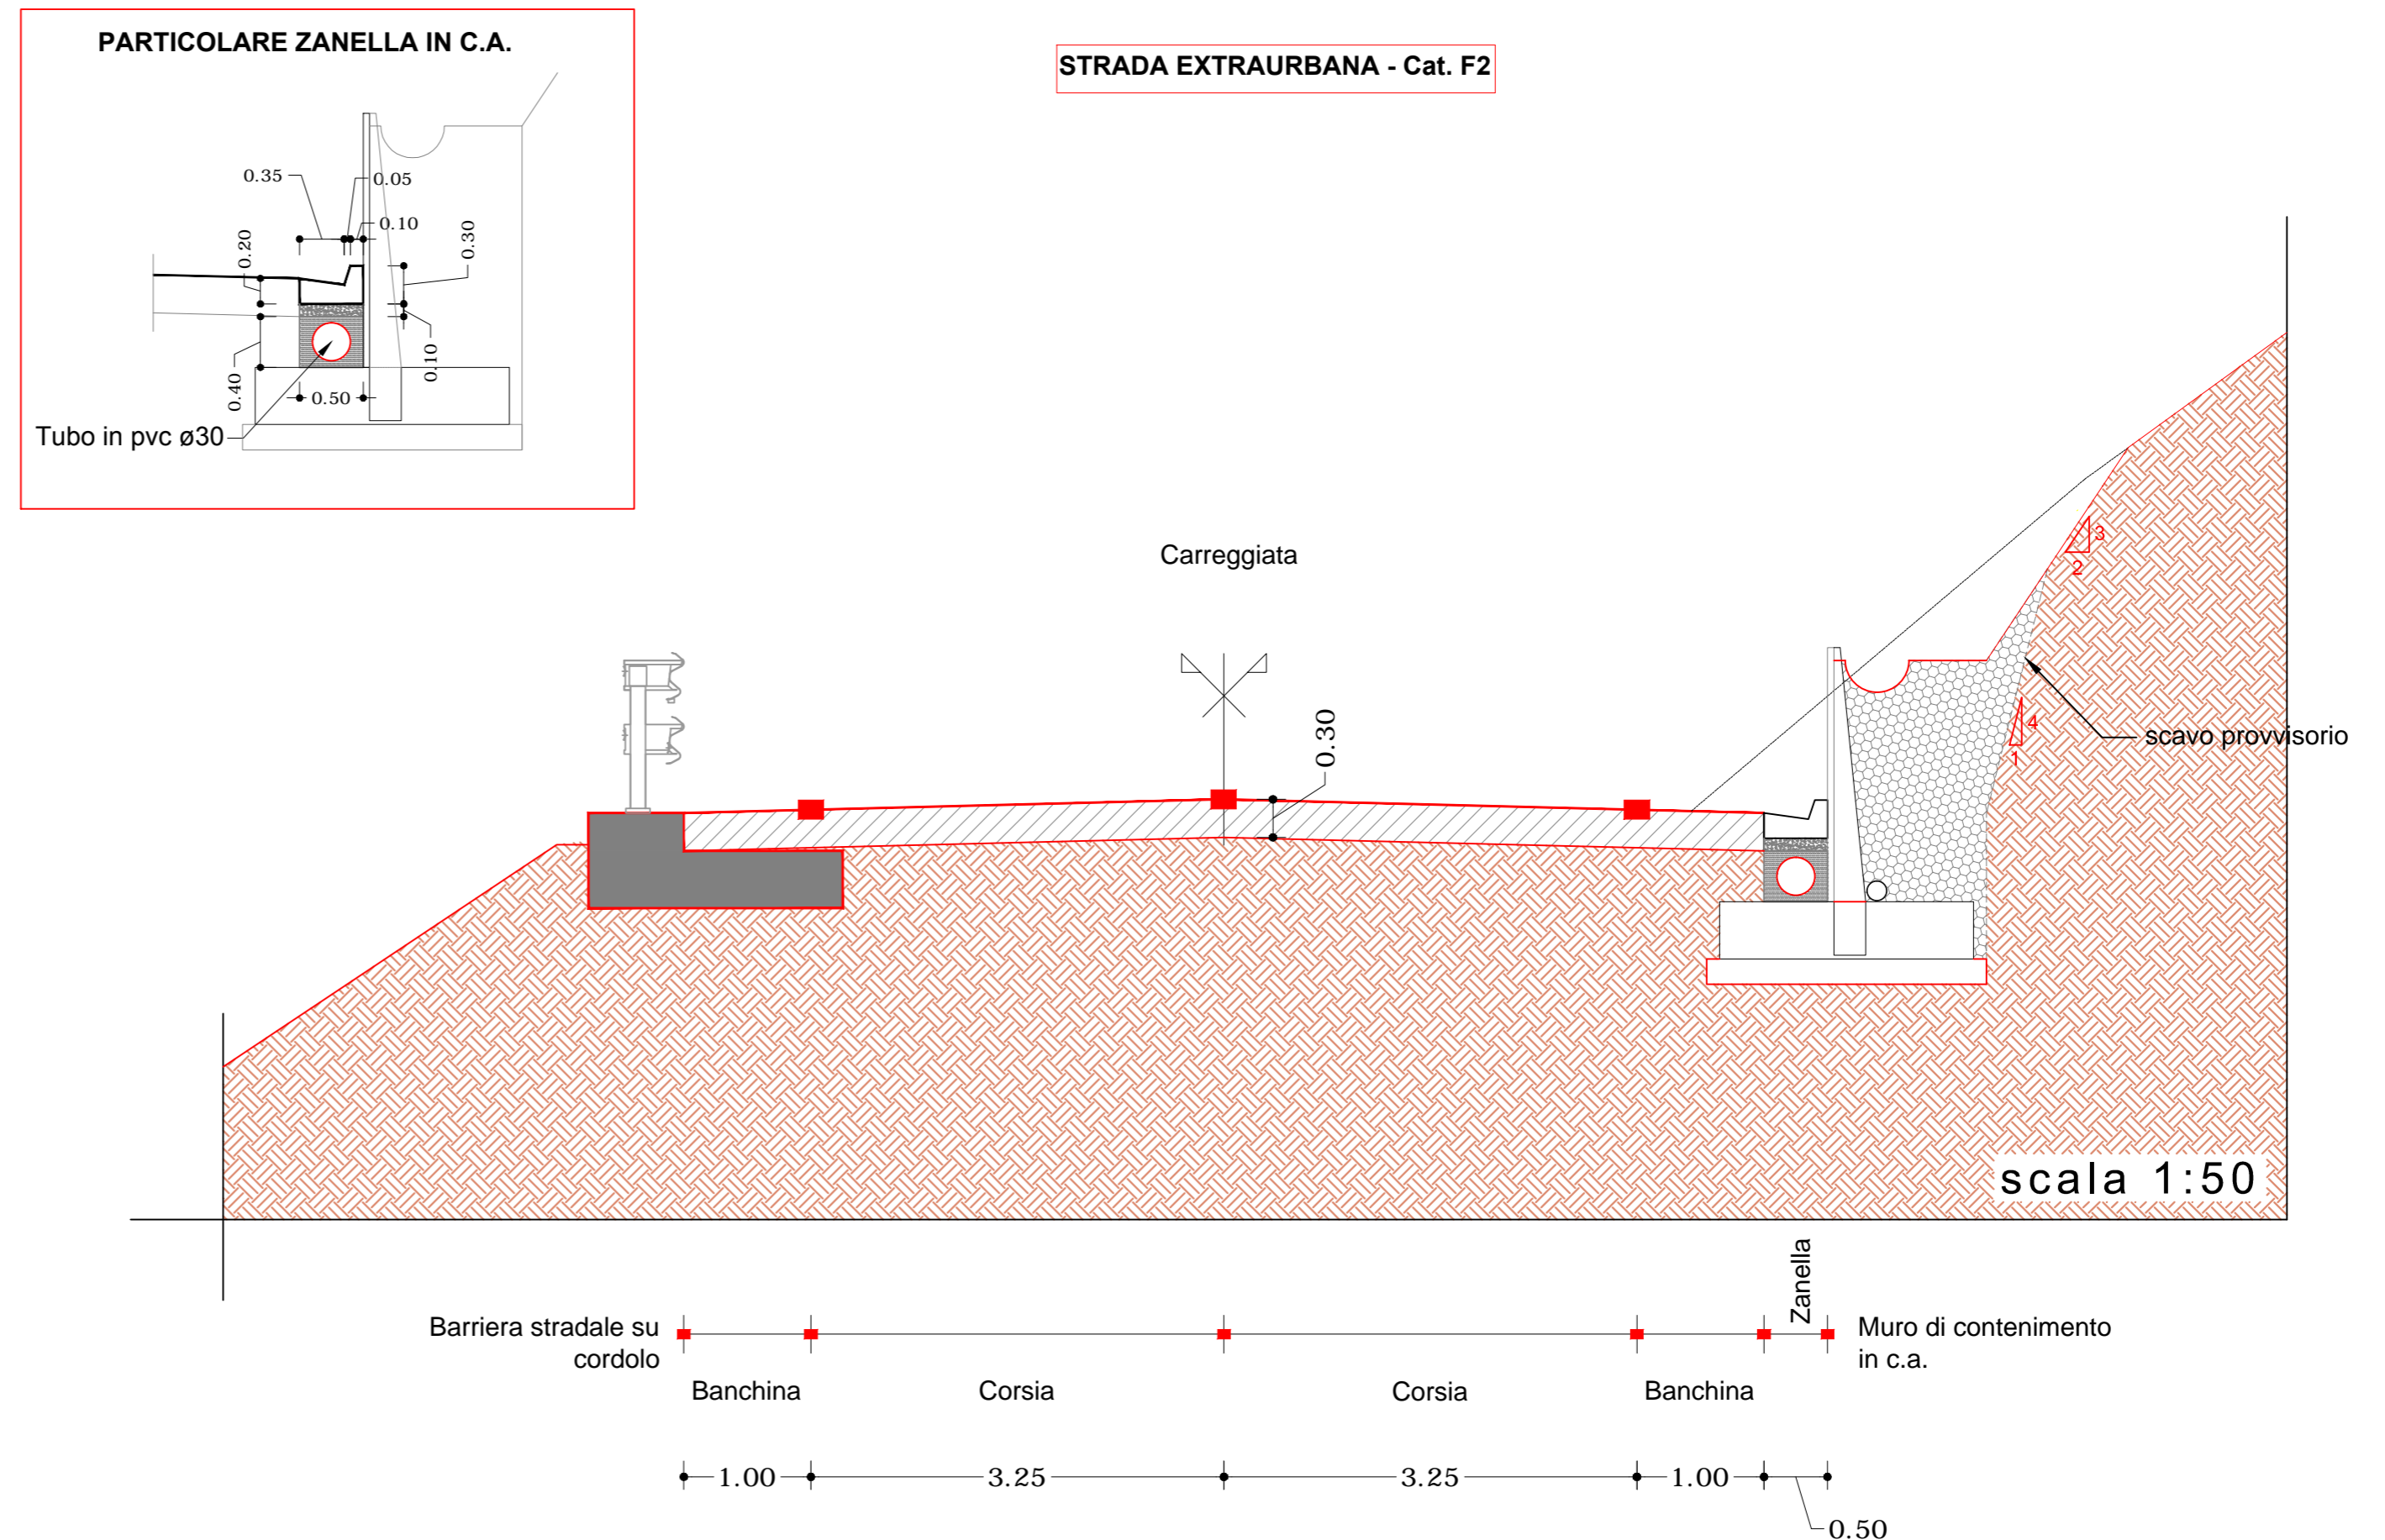 PARTICOLARE ZANELLA IN C.A.
STRADA EXTRAURBANA - Cat. F2
0.35
0.05
0.10
0.20
0.30
0.40
0.10
0.50
Tubo in pvc ø30
Carreggiata
0.30
3
2
4
1
scavo provvisorio
scala 1:50
Zanella
Barriera stradale su
cordolo
Muro di contenimento
in c.a.
Banchina
Corsia
Corsia
Banchina
1.00
3.25
3.25
1.00
0.50